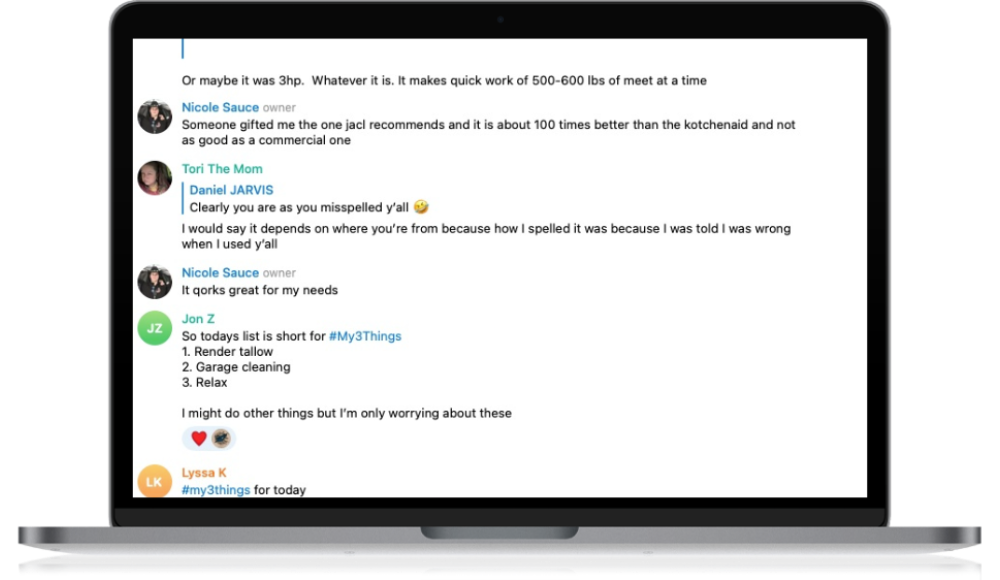 Or maybe it was 3hp. Whatever it is. It makes quick work of 500-600 lbs of meet at a time
Nicole Sauce owner
Someone gifted me the one jacl recommends and it is about 100 times better than the kotchenaid and not
as good as a commercial one
Tori The Mom
Daniel JARVIS
Clearly you are as you misspelled y'all 🤣
I would say it depends on where you're from because how I spelled it was because I was told I was wrong
when I used y'all
Nicole Sauce owner
It qorks great for my needs
JZ
Jon Z
So todays list is short for #My3Things
1. Render tallow
2. Garage cleaning
3. Relax
I might do other things but I'm only worrying about these
LK
Lyssa K
#my3things for today